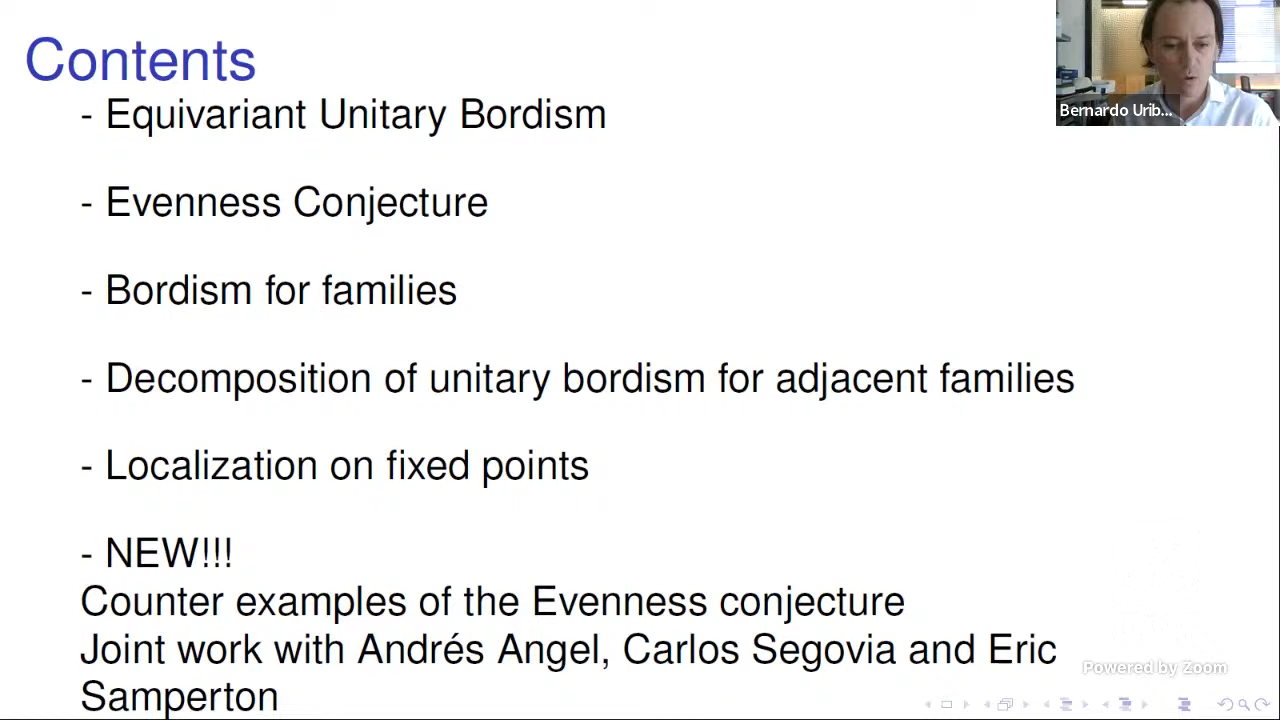 Contents
- Equivariant Unitary Bordism
- Evenness Conjecture
- Bordism for families
- Decomposition of unitary bordism for adjacent families
- Localization on fixed points
- NEW!!!
Counter examples of the Evenness conjecture
Joint work with Andrés Angel, Carlos Segovia and Eric
Samperton
Bernardo Urib...
Powered by Zoom